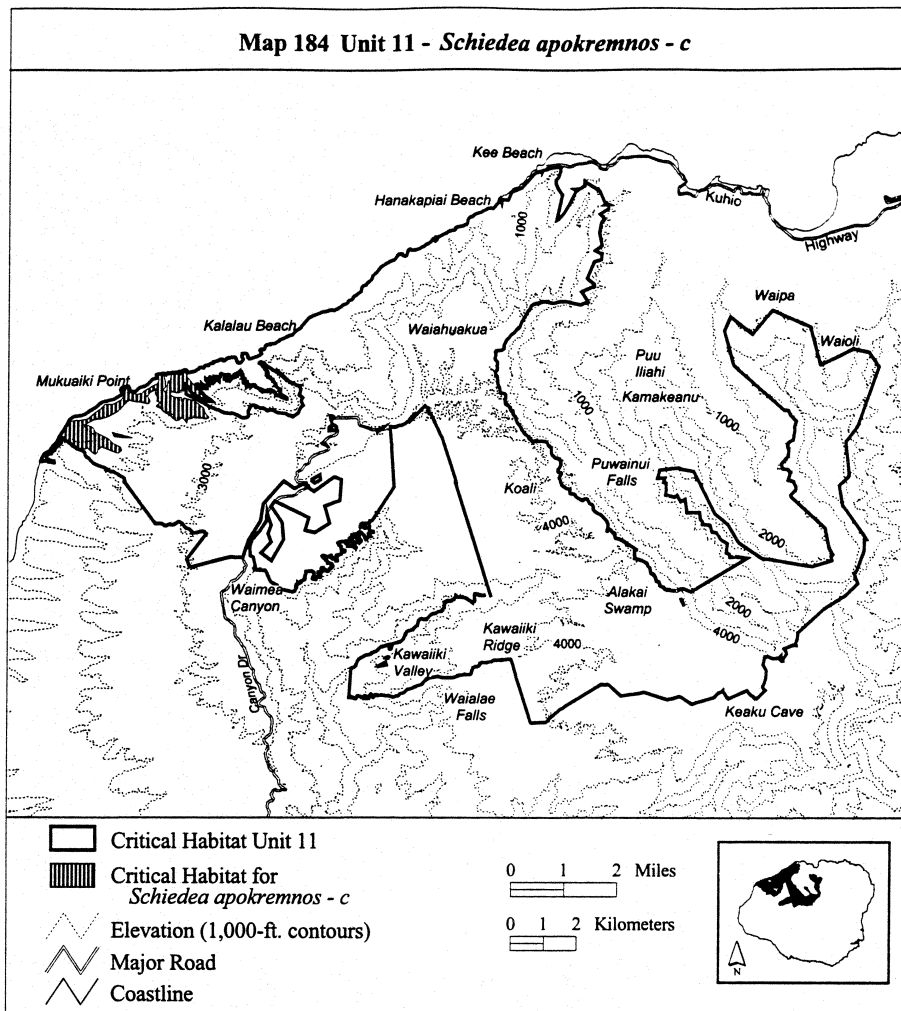 Map 184 Unit 11 - Schiedea apokremnos - c
Kee Beach
Hanakapiai Beach
Kuhio
Highway
1000
Kalalau Beach
Waiahuakua
Waipa
Waioli
Puu
Iliahi
Kamakeanu
Mukuaiki Point
1000
1000
3000
Puwainui
Falls
Koali
4000
2000
Waimea
Canyon
Alakai
Swamp
2000
4000
Kawaiiki
Ridge
4000
Kawaiiki
Valley
Waialae
Falls
Keaku Cave
Canyon Dr
Critical Habitat Unit 11
Critical Habitat for
Schiedea apokremnos - c
Elevation (1,000-ft. contours)
Major Road
Coastline
0 1 2 Miles
0 1 2 Kilometers
N